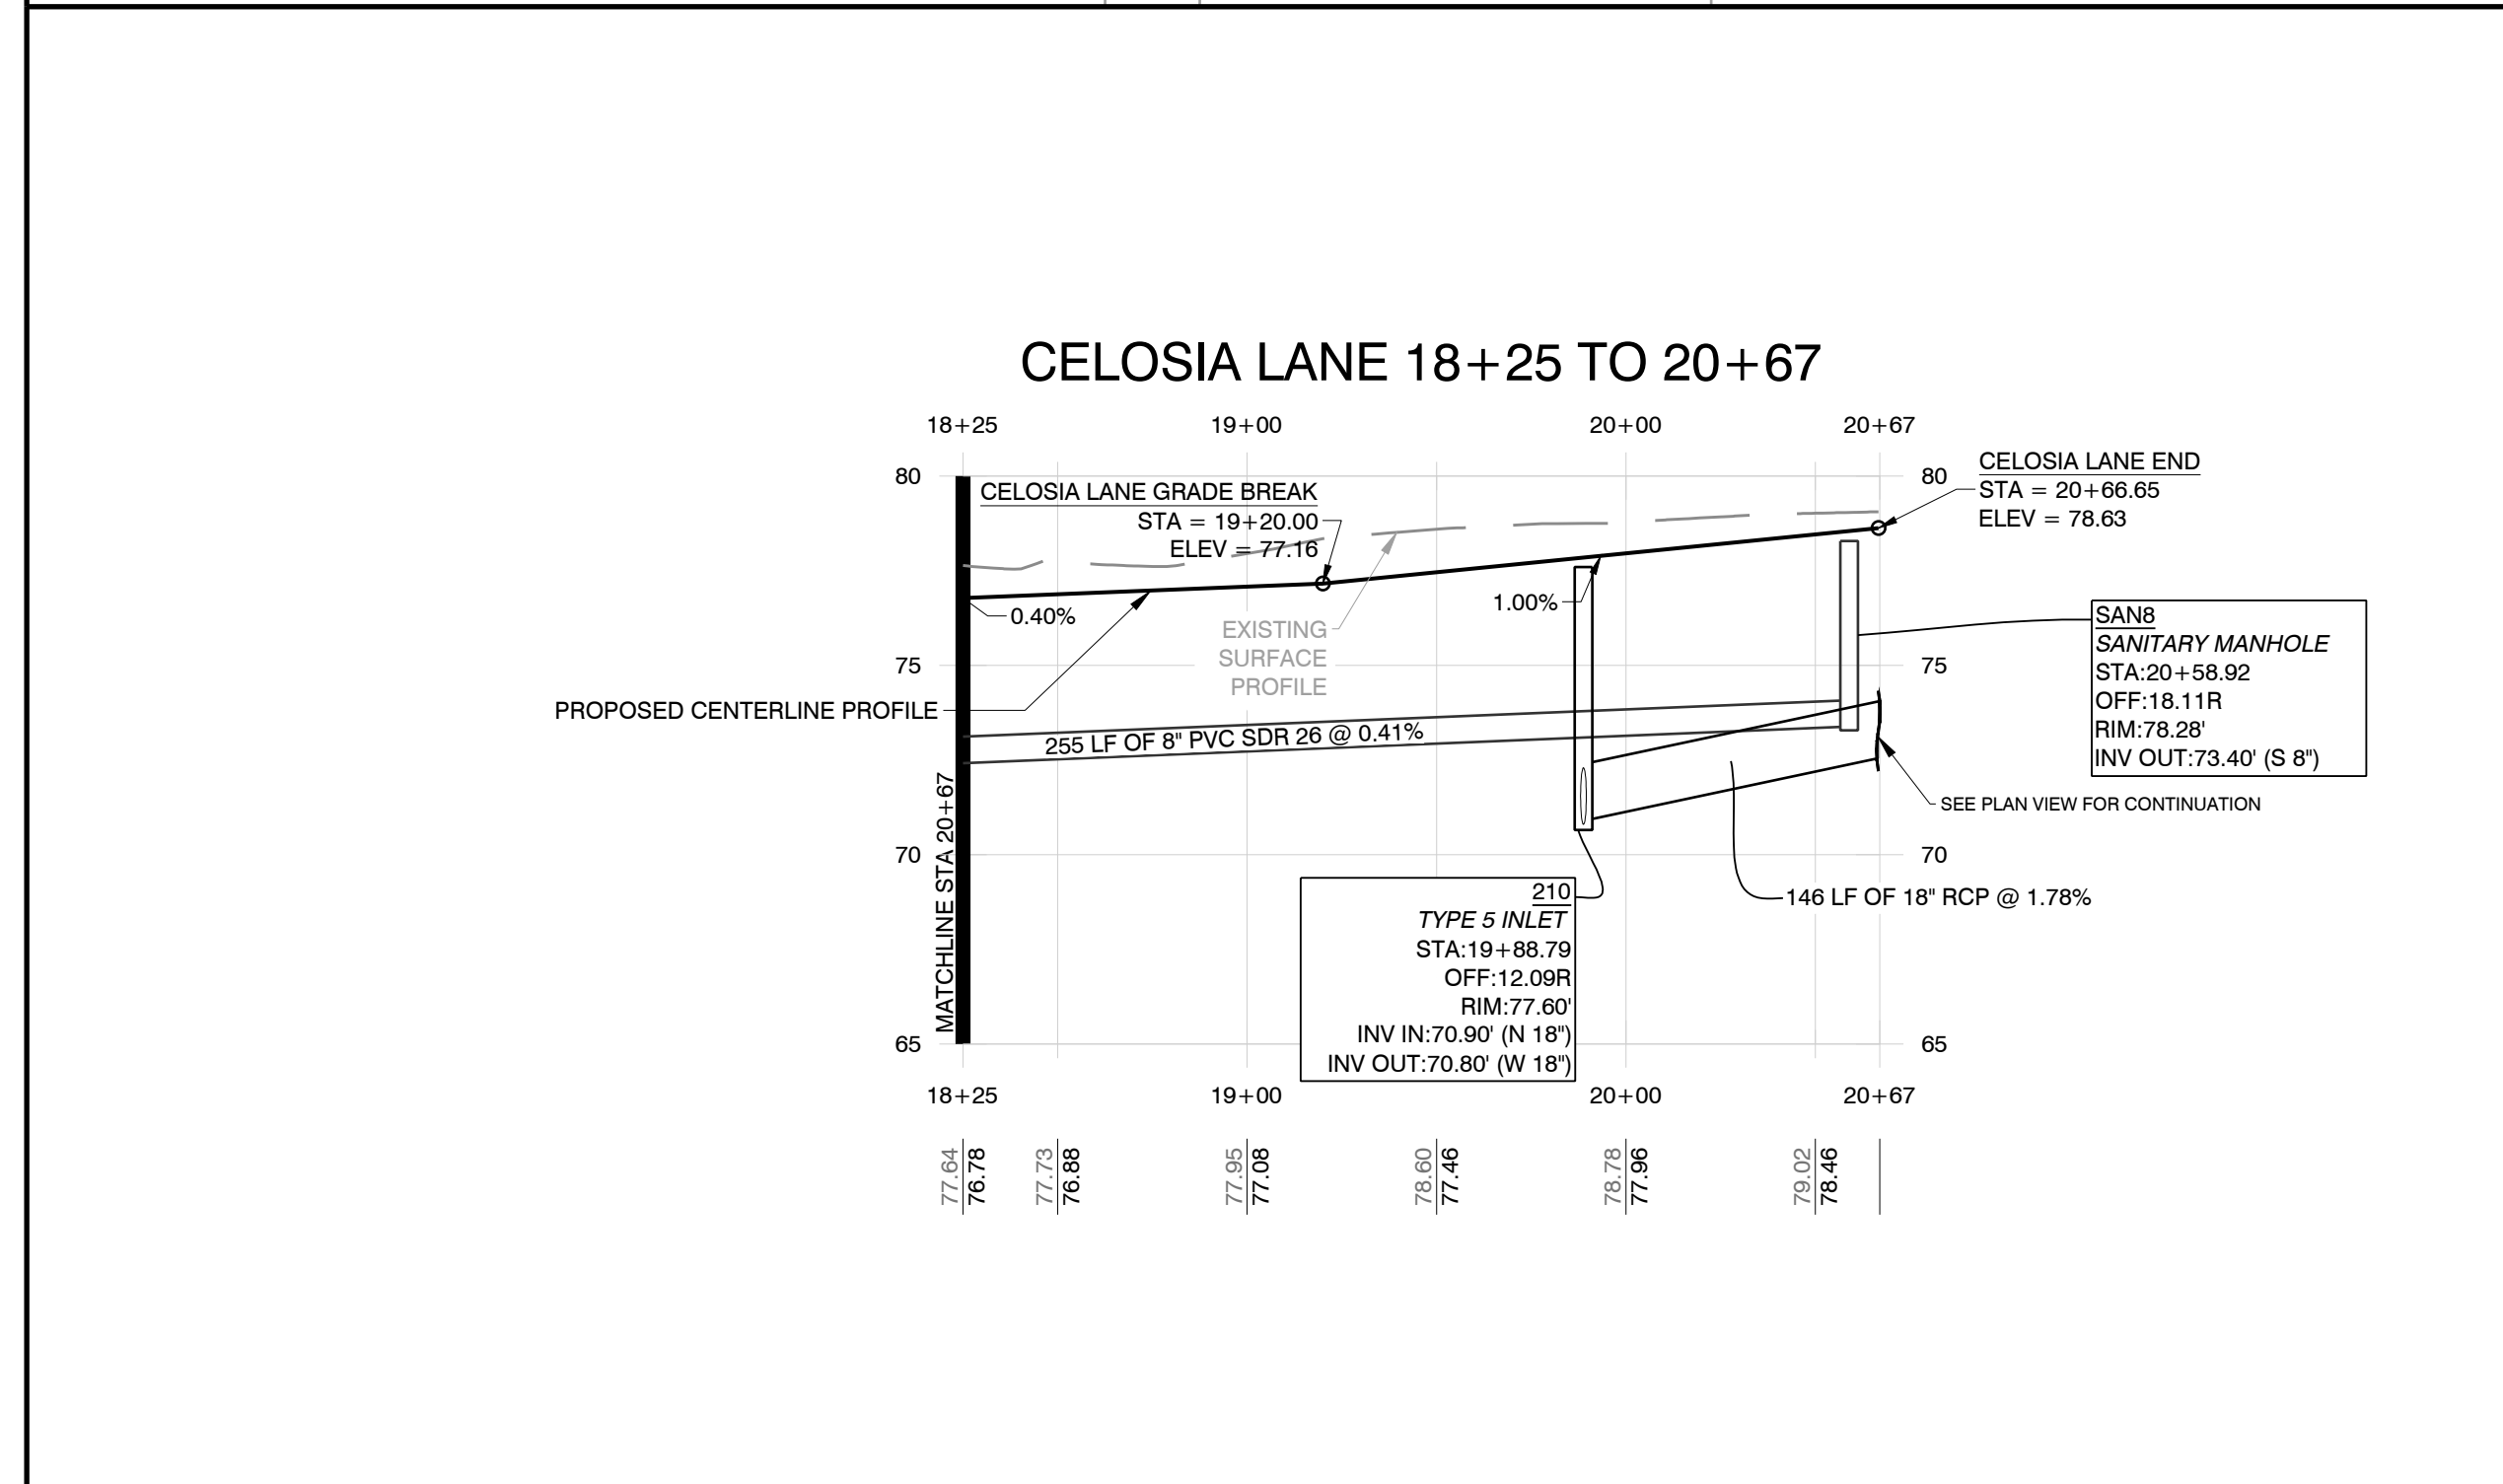 CELOSIA LANE 18+25 TO 20+67
18+25
19+00
20+00
20+67
80
80
CELOSIA LANE GRADE BREAK
STA = 19+20.00
ELEV = 77.16
CELOSIA LANE END
STA = 20+66.65
ELEV = 78.63
0.40%
1.00%
EXISTING
SURFACE
PROFILE
75
75
PROPOSED CENTERLINE PROFILE
SAN8
SANITARY MANHOLE
STA:20+58.92
OFF:18.11R
RIM:78.28'
INV OUT:73.40' (S 8")
255 LF OF 8" PVC SDR 26 @ 0.41%
MATCHLINE STA 20+67
SEE PLAN VIEW FOR CONTINUATION
70
70
146 LF OF 18" RCP @ 1.78%
210
TYPE 5 INLET
STA:19+88.79
OFF:12.09R
RIM:77.60'
INV IN:70.90' (N 18")
INV OUT:70.80' (W 18")
65
65
18+25
19+00
20+00
20+67
77.64
76.78
77.73
76.88
77.95
77.08
78.60
77.46
78.78
77.96
79.02
78.46